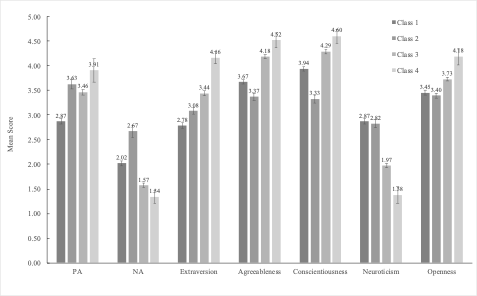 5.00
4.50
4.00
3.50
3.00
2.50
2.00
1.50
1.00
0.50
0.00
Mean Score
Class 1
Class 2
Class 3
Class 4
2.87 3.63 3.46 3.91
2.02 2.67 1.57 1.34
2.78 3.08 3.44 4.16
3.67 3.37 4.18 4.52
3.94 3.33 4.29 4.60
2.87 2.82 1.97 1.38
3.45 3.40 3.73 4.18
PA NA Extraversion Agreeableness Conscientiousness Neuroticism Openness